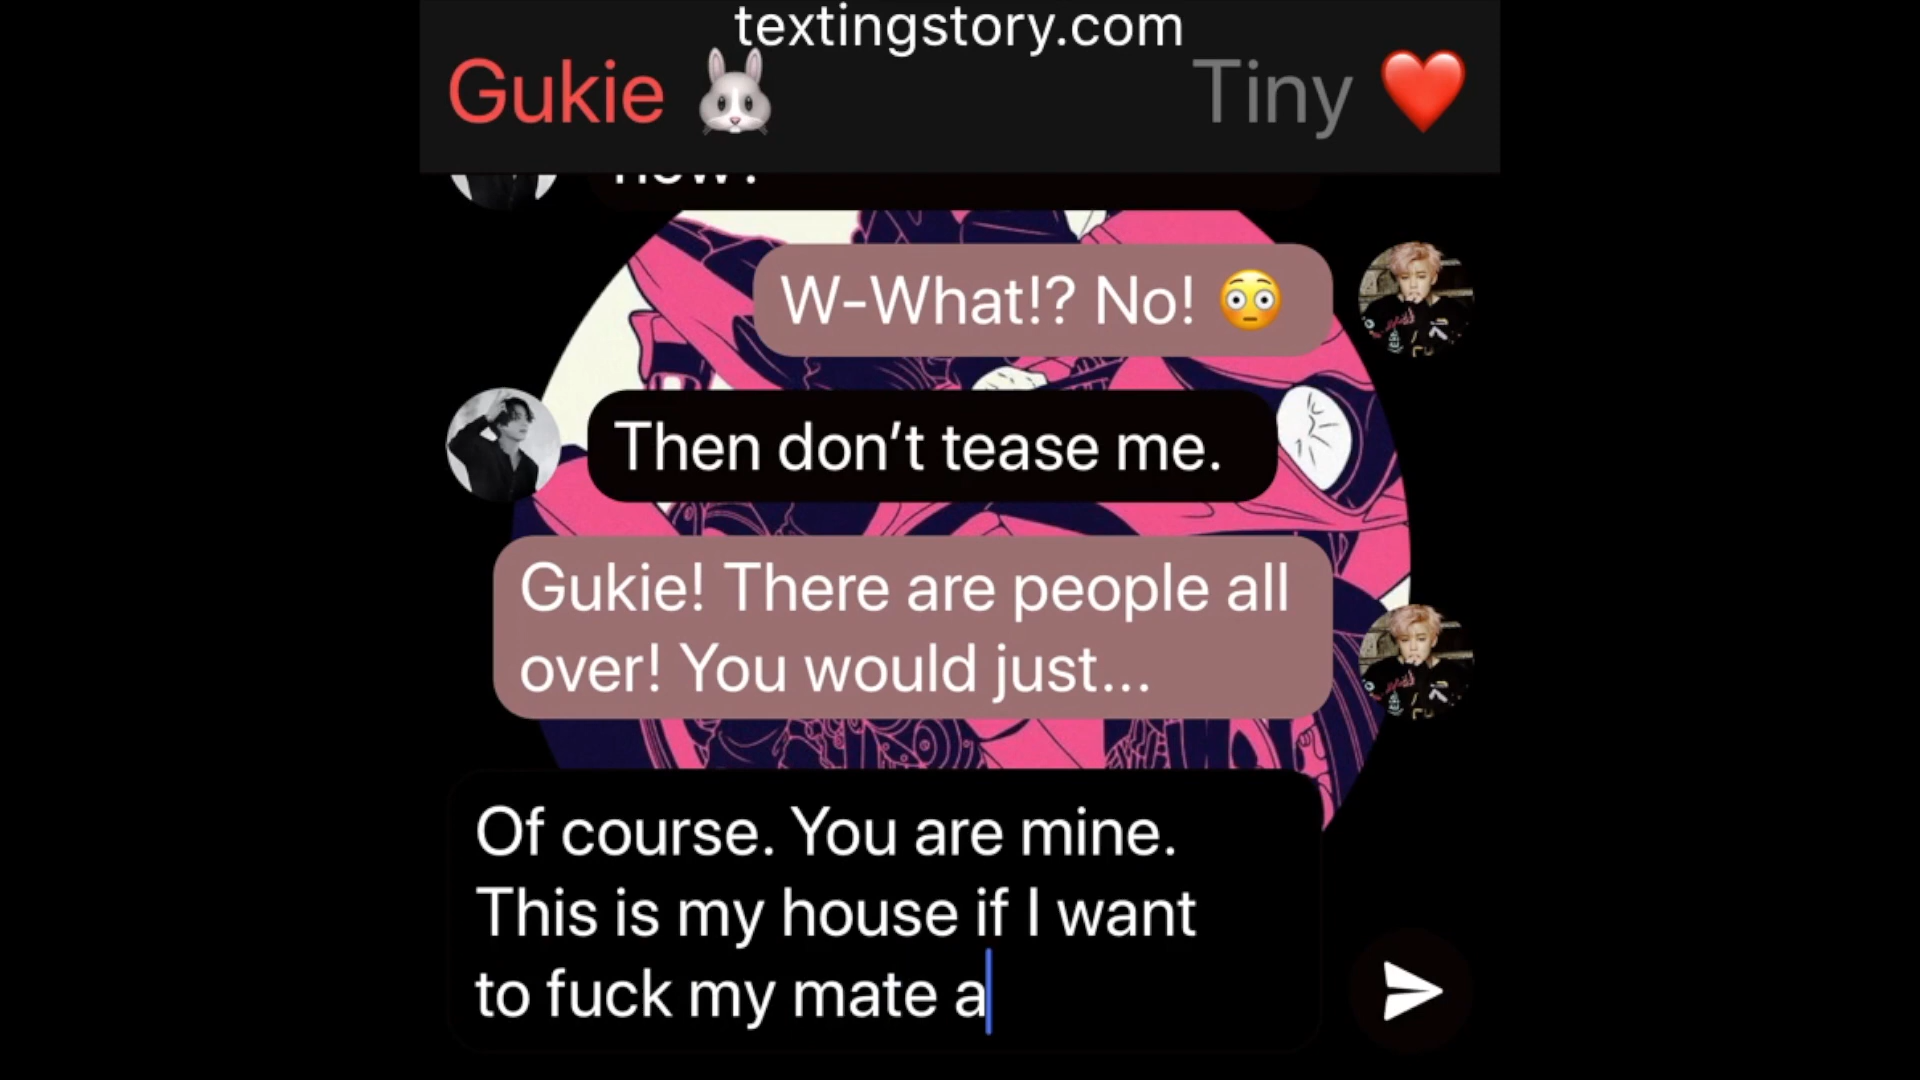 textingstory.com
Gukie 🐰
Tiny ❤️
W-What!? No! 😳
Then don't tease me.
Gukie! There are people all
over! You would just...
Of course. You are mine.
This is my house if I want
to fuck my mate a